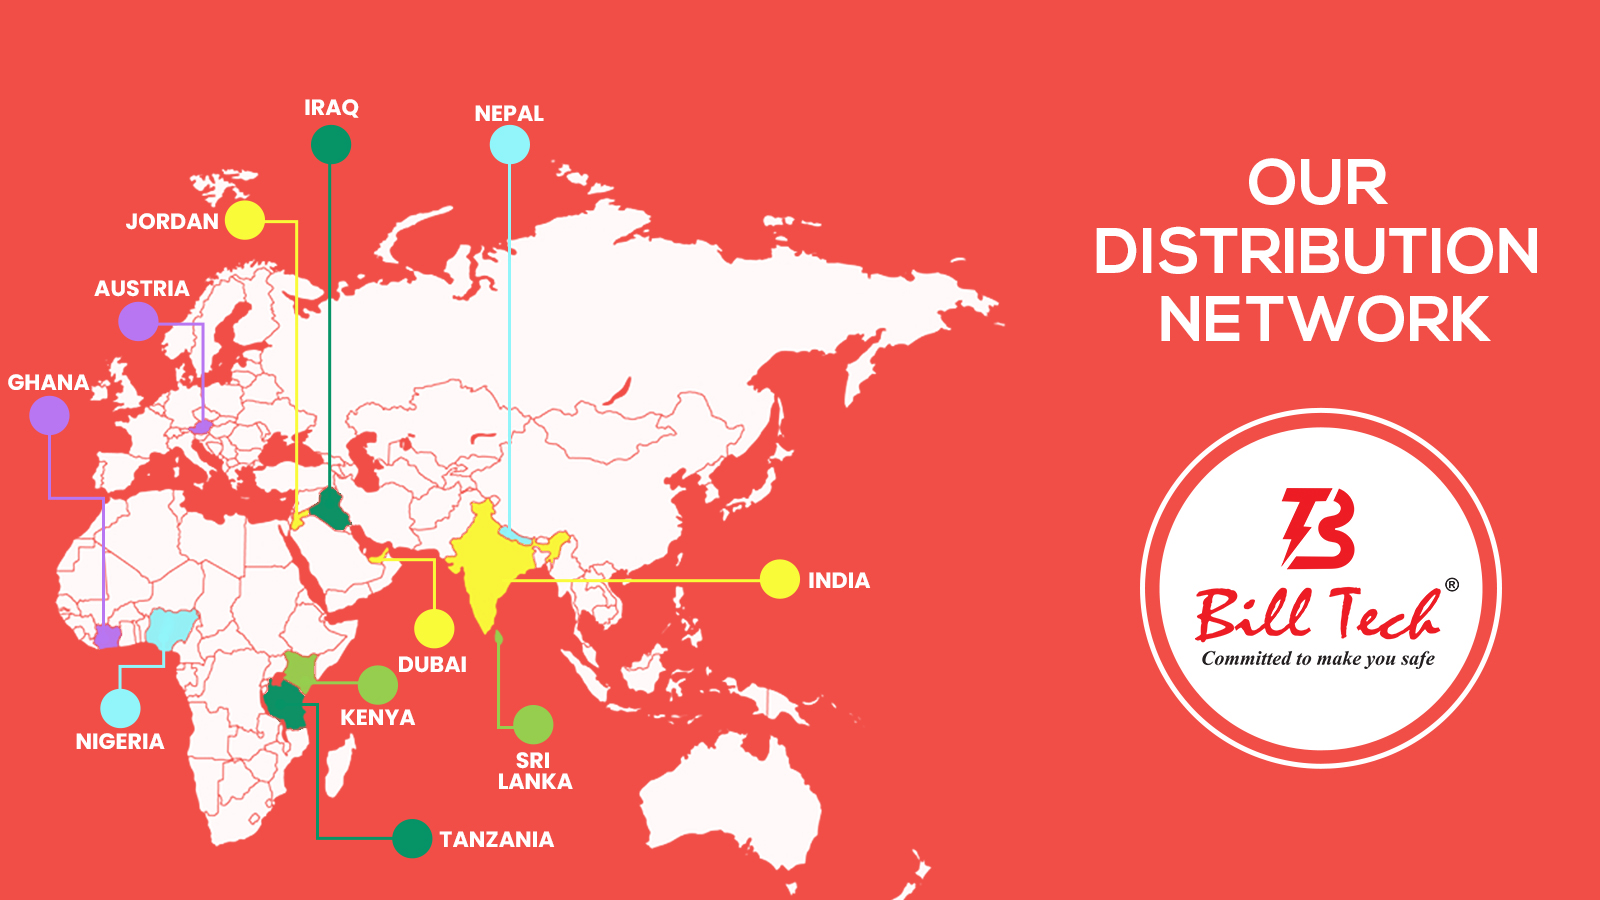 IRAQ
NEPAL
JORDAN
AUSTRIA
GHANA
INDIA
DUBAI
KENYA
NIGERIA
SRI
LANKA
TANZANIA
OUR
DISTRIBUTION
NETWORK
TB
Bill Tech®
Committed to make you safe